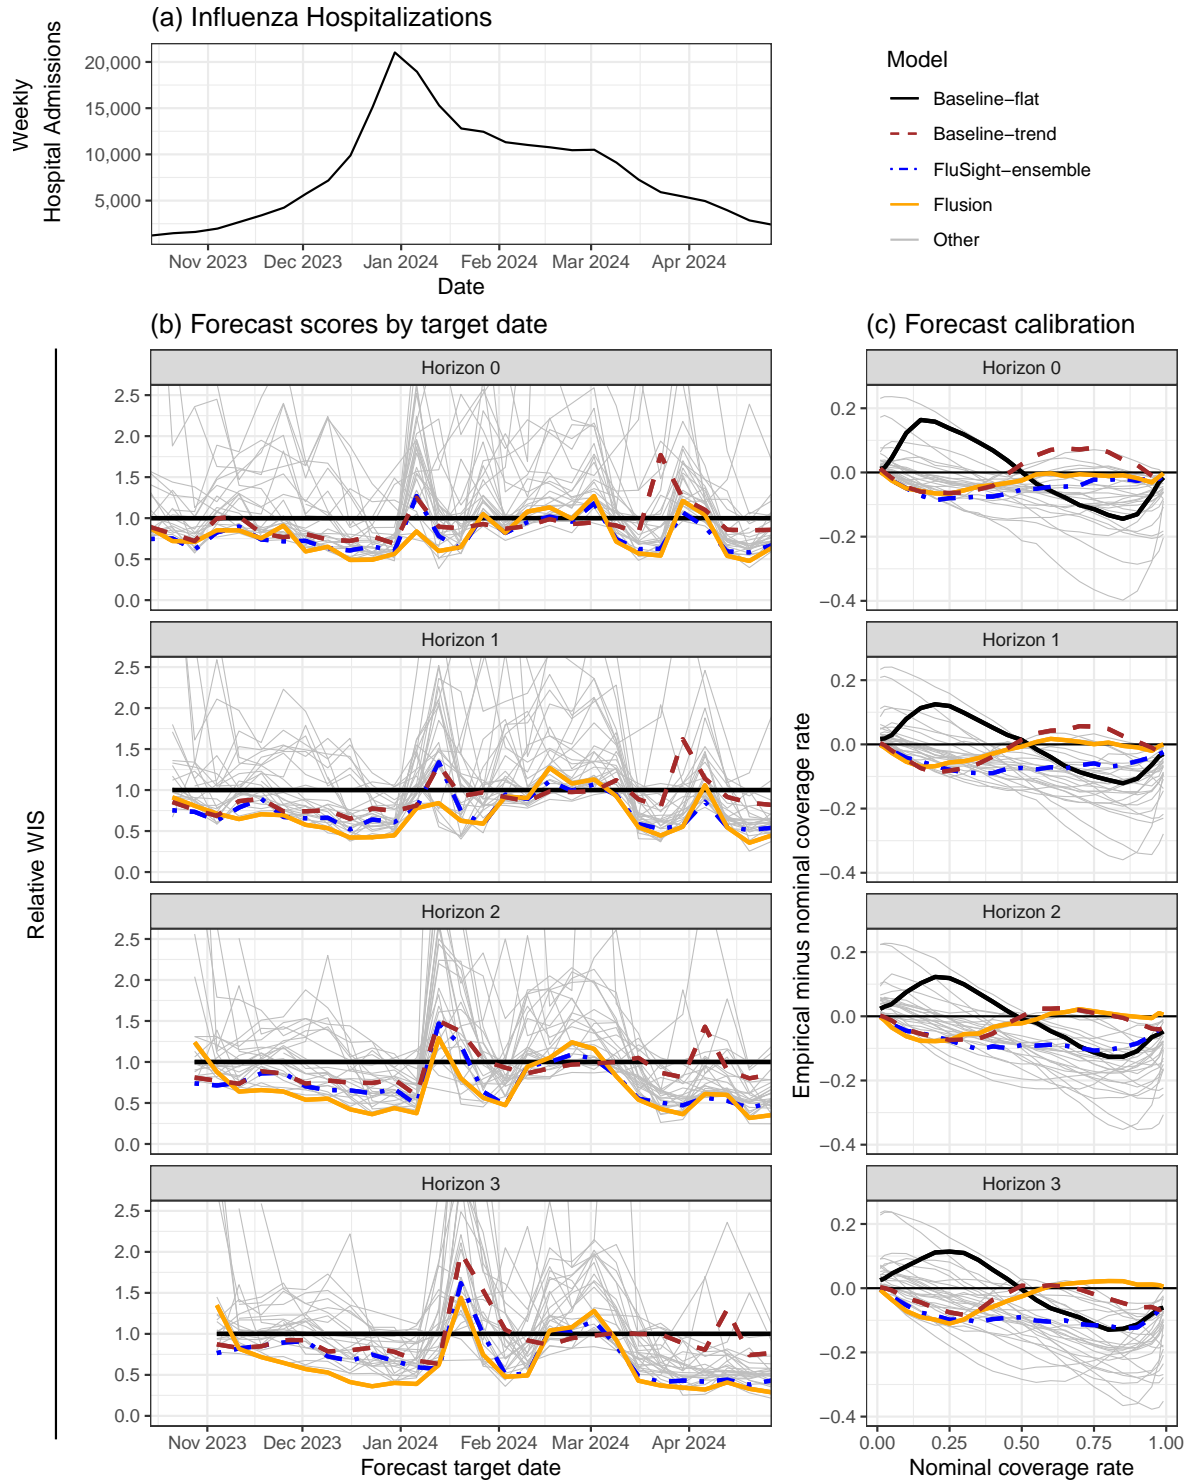 (a) Influenza Hospitalizations
Weekly
Hospital Admissions
20,000
15,000
10,000
5,000
Nov 2023 Dec 2023 Jan 2024 Feb 2024 Mar 2024 Apr 2024
Date
Model
Baseline−flat
Baseline−trend
FluSight−ensemble
Flusion
Other
(b) Forecast scores by target date
Relative WIS
Horizon 0
2.5
2.0
1.5
1.0
0.5
0.0
Horizon 1
2.5
2.0
1.5
1.0
0.5
0.0
Horizon 2
2.5
2.0
1.5
1.0
0.5
0.0
Horizon 3
2.5
2.0
1.5
1.0
0.5
0.0
Nov 2023 Dec 2023 Jan 2024 Feb 2024 Mar 2024 Apr 2024
Forecast target date
(c) Forecast calibration
Empirical minus nominal coverage rate
Horizon 0
0.2
0.0
−0.2
−0.4
Horizon 1
0.2
0.0
−0.2
−0.4
Horizon 2
0.2
0.0
−0.2
−0.4
Horizon 3
0.2
0.0
−0.2
−0.4
0.00 0.25 0.50 0.75 1.00
Nominal coverage rate